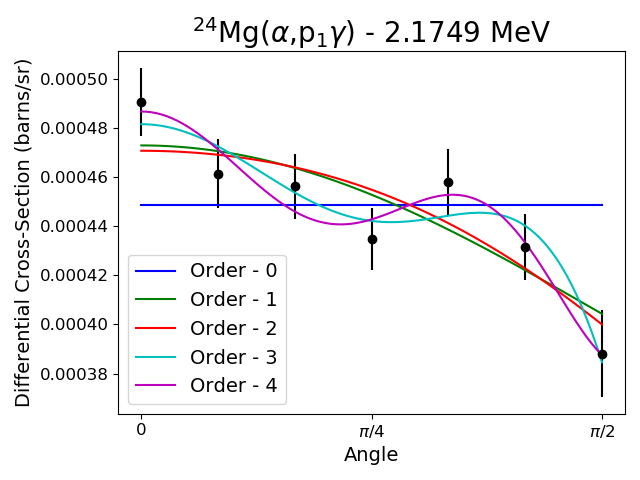 ²⁴Mg(α,p₁γ) - 2.1749 MeV
Differential Cross-Section (barns/sr)
0.00050
0.00048
0.00046
0.00044
0.00042
0.00040
0.00038
Order - 0
Order - 1
Order - 2
Order - 3
Order - 4
0
π/4
π/2
Angle